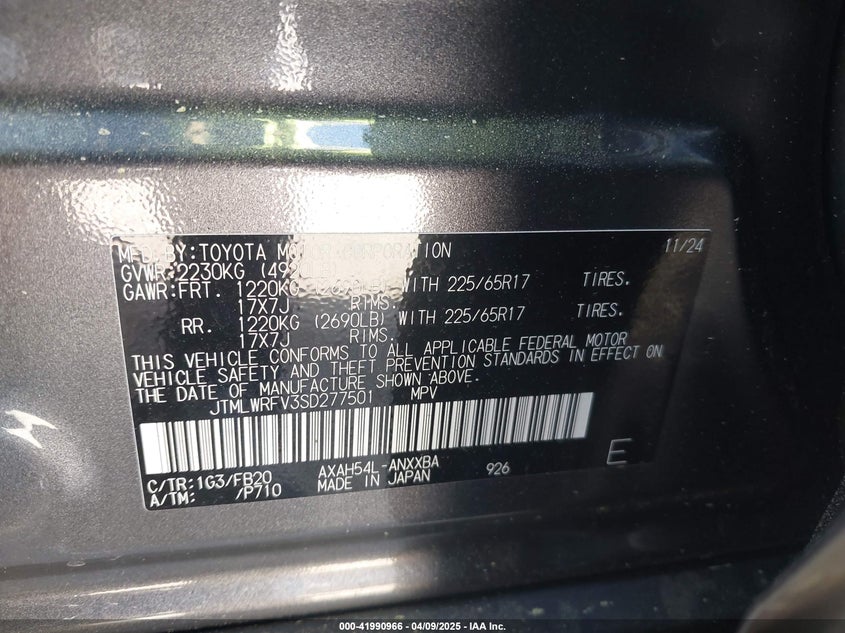 MFD. BY: TOYOTA MOTOR CORPORATION 11/24
GVWR: 2230KG (4920LB)
GAWR: FRT. 1220KG (2690LB) WITH 225/65R17 TIRES.
17X7J RIMS.
RR. 1220KG (2690LB) WITH 225/65R17 TIRES.
17X7J RIMS.
THIS VEHICLE CONFORMS TO ALL APPLICABLE FEDERAL MOTOR
VEHICLE SAFETY AND THEFT PREVENTION STANDARDS IN EFFECT ON
THE DATE OF MANUFACTURE SHOWN ABOVE.
JTMLWRFV3SD277501 MPV
C/TR: 1G3/FB20 AXAH54L-ANXXBA 926 E
A/TM: /P710 MADE IN JAPAN
000-41990966 - 04/09/2025 - IAA Inc.